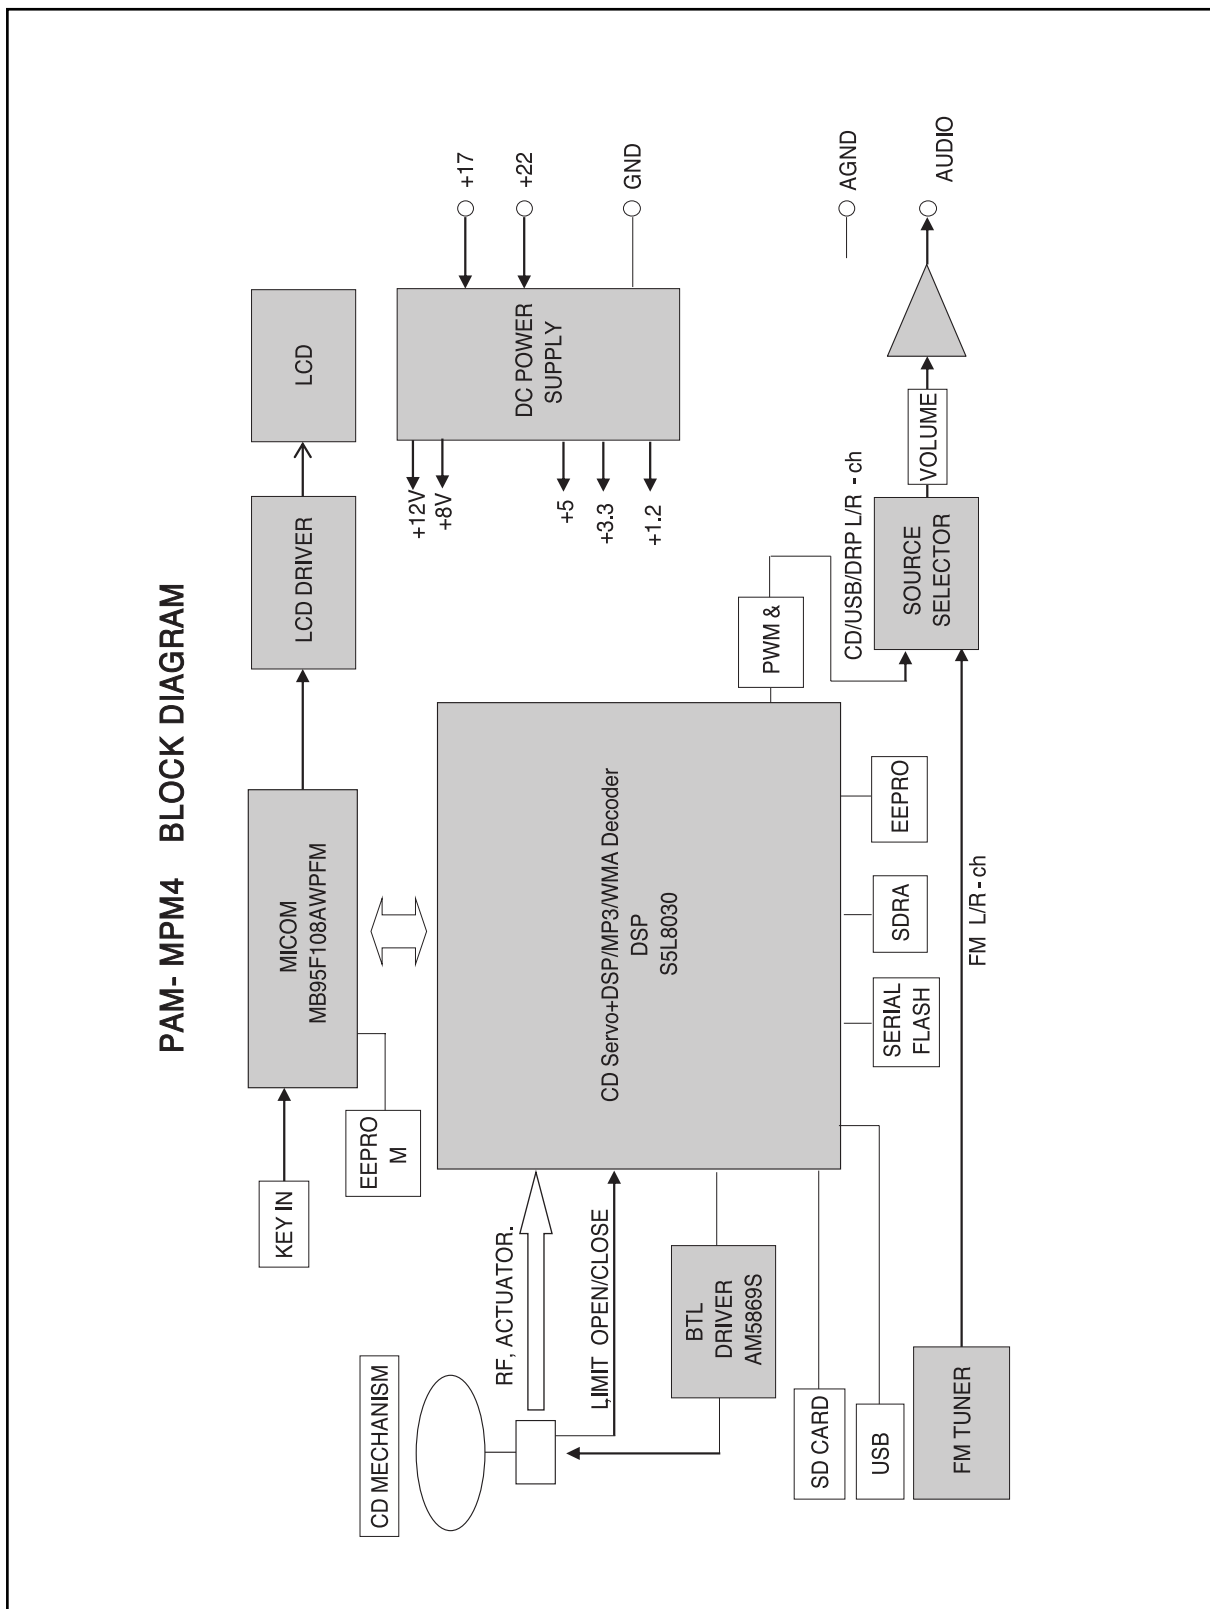 PAM- MPM4 BLOCK DIAGRAM
KEY IN
MICOM
MB95F108AWPFM
LCD DRIVER
LCD
EEPRO
M
CD MECHANISM
RF, ACTUATOR.
LIMIT OPEN/CLOSE
CD Servo+DSP/MP3/WMA Decoder
DSP
S5L8030
+12V
+8V
+5
+3.3
+1.2
DC POWER
SUPPLY
+17
+22
GND
BTL
DRIVER
AM5869S
SD CARD
USB
FM TUNER
SERIAL
FLASH
SDRA
EEPRO
PWM &
CD/USB/DRP L/R - ch
FM L/R - ch
SOURCE
SELECTOR
VOLUME
AGND
AUDIO